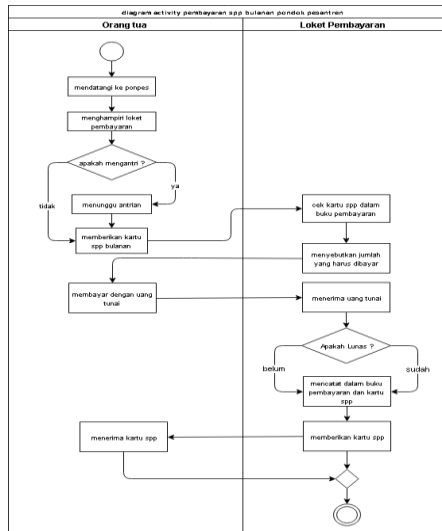 diagram activity pembayaran spp bulanan pondok pesantren
Orang tua
Loket Pembayaran
mendatangi ke ponpes
menghampiri loket
pembayaran
apakah mengantri ?
ya
tidak
menunggu antrian
memberikan kartu
spp bulanan
cek kartu spp dalam
buku pembayaran
menyebutkan jumlah
yang harus dibayar
membayar dengan uang
tunai
menerima uang tunai
Apakah Lunas ?
belum
sudah
mencatat dalam buku
pembayaran dan kartu
spp
menerima kartu spp
memberikan kartu spp